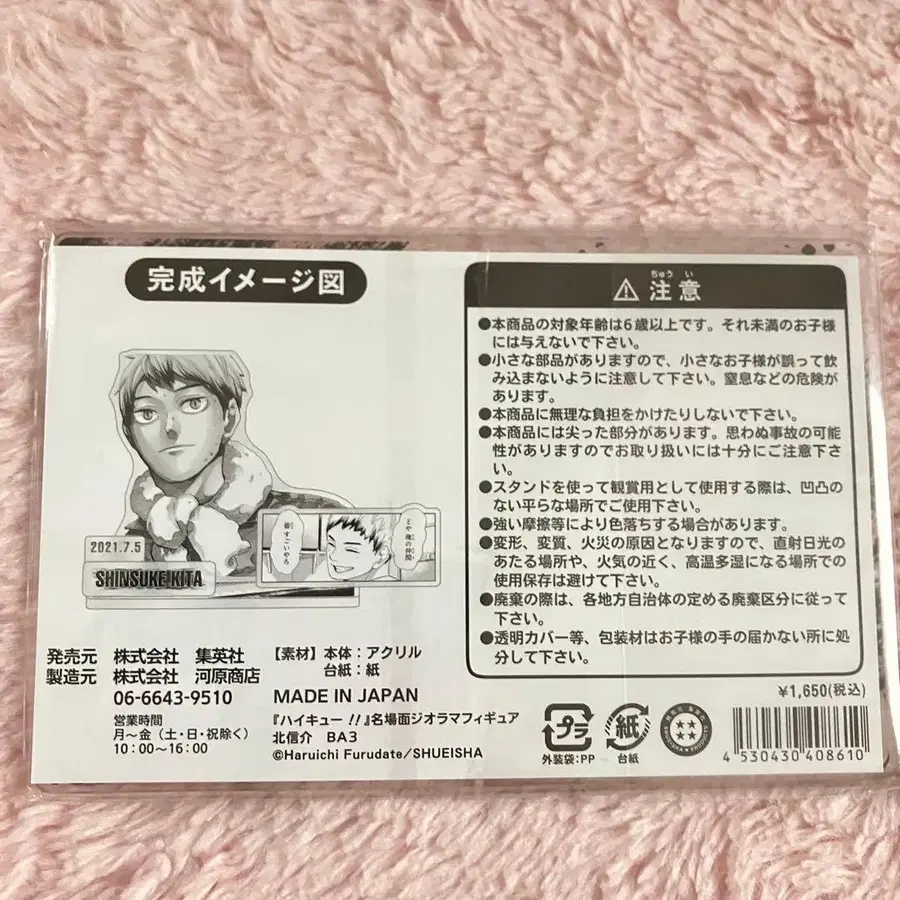 完成イメージ図
2021.7.5
SHINSUKE KITA
どや俺の仲間
皆すごいやろ
発売元 株式会社 集英社
製造元 株式会社 河原商店
06-6643-9510
営業時間
月～金（土・日・祝除く）
10：00～16：00
【素材】本体：アクリル
台紙：紙
MADE IN JAPAN
『ハイキュー!!』名場面ジオラマフィギュア
北信介 BA3
©Haruichi Furudate/SHUEISHA
ちゅうい
⚠ 注意
●本商品の対象年齢は6歳以上です。それ未満のお子様
には与えないで下さい。
●小さな部品がありますので、小さなお子様が誤って飲
み込まないように注意して下さい。窒息などの危険が
あります。
●本商品に無理な負担をかけたりしないで下さい。
●本商品には尖った部分があります。思わぬ事故の可能
性がありますのでお取り扱いには十分にご注意下さ
い。
●スタンドを使って観賞用として使用する際は、凹凸の
ない平らな場所でご使用下さい。
●強い摩擦等により色落ちする場合があります。
●変形、変質、火災の原因となりますので、直射日光の
あたる場所や、火気の近く、高温多湿になる場所での
使用保存は避けて下さい。
●廃棄の際は、各地方自治体の定める廃棄区分に従って
下さい。
●透明カバー等、包装材はお子様の手の届かない所に処
分して下さい。
¥1,650(税込)
プラ
外装袋：PP
紙
台紙
4 530430 408610